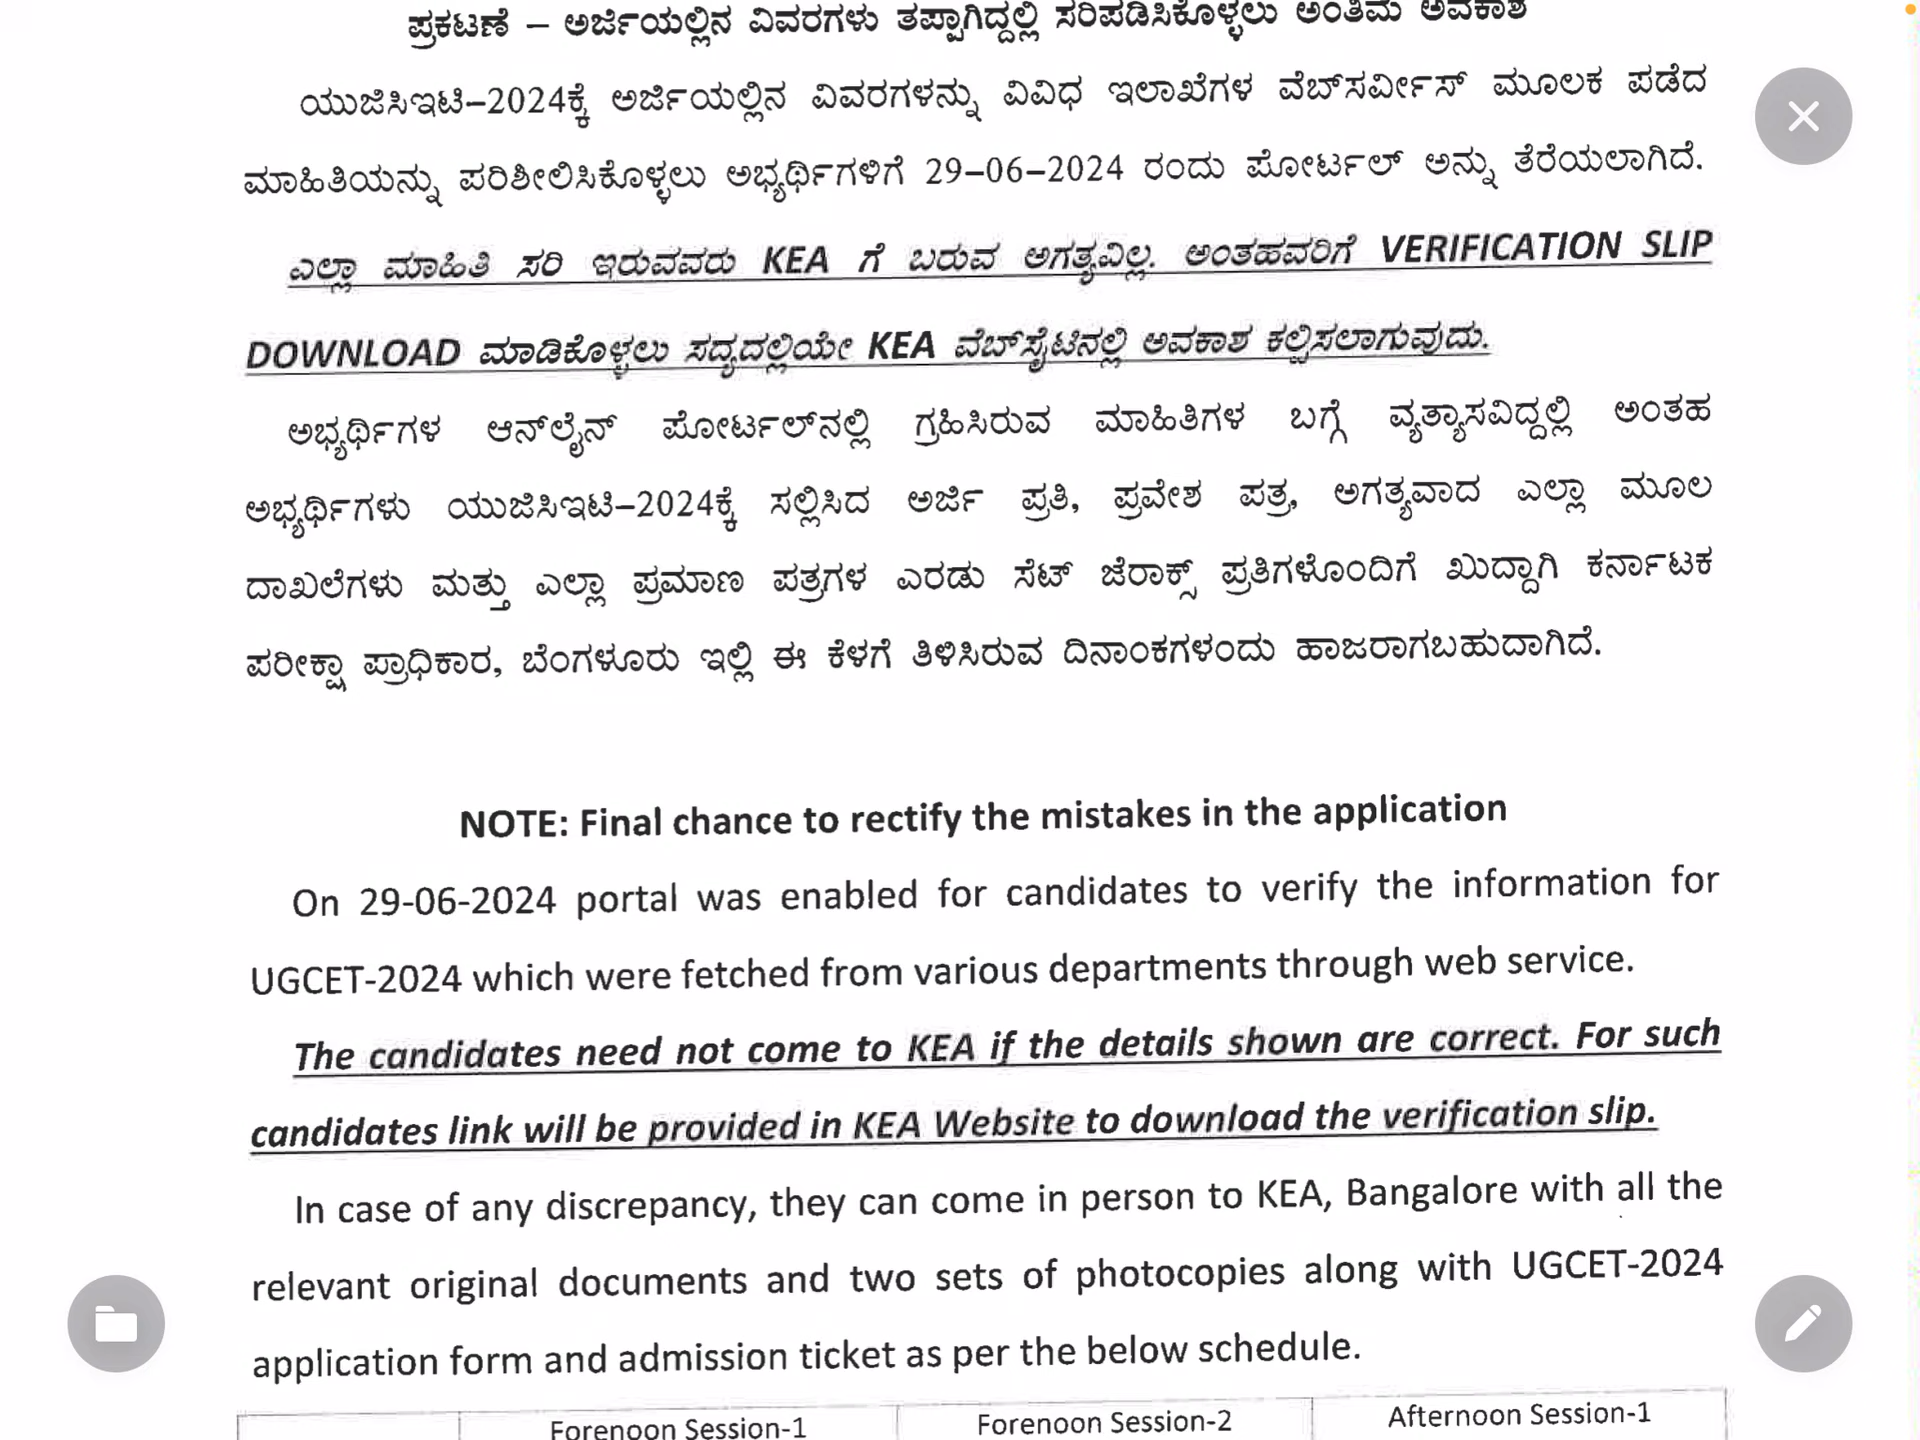 ಪ್ರಕಟಣೆ – ಅರ್ಜಿಯಲ್ಲಿನ ವಿವರಗಳು ತಪ್ಪಾಗಿದ್ದಲ್ಲಿ ಸರಿಪಡಿಸಿಕೊಳ್ಳಲು ಅಂತಿಮ ಅವಕಾಶ
ಯುಜಿಸಿಇಟಿ–2024ಕ್ಕೆ ಅರ್ಜಿಯಲ್ಲಿನ ವಿವರಗಳನ್ನು ವಿವಿಧ ಇಲಾಖೆಗಳ ವೆಬ್‌ಸರ್ವೀಸ್ ಮೂಲಕ ಪಡೆದ
ಮಾಹಿತಿಯನ್ನು ಪರಿಶೀಲಿಸಿಕೊಳ್ಳಲು ಅಭ್ಯರ್ಥಿಗಳಿಗೆ 29–06–2024 ರಂದು ಪೋರ್ಟಲ್ ಅನ್ನು ತೆರೆಯಲಾಗಿದೆ.
ಎಲ್ಲಾ ಮಾಹಿತಿ ಸರಿ ಇರುವವರು KEA ಗೆ ಬರುವ ಅಗತ್ಯವಿಲ್ಲ. ಅಂತಹವರಿಗೆ VERIFICATION SLIP
DOWNLOAD ಮಾಡಿಕೊಳ್ಳಲು ಸದ್ಯದಲ್ಲಿಯೇ KEA ವೆಬ್‌ಸೈಟಿನಲ್ಲಿ ಅವಕಾಶ ಕಲ್ಪಿಸಲಾಗುವುದು.
ಅಭ್ಯರ್ಥಿಗಳ ಆನ್‌ಲೈನ್ ಪೋರ್ಟಲ್‌ನಲ್ಲಿ ಗ್ರಹಿಸಿರುವ ಮಾಹಿತಿಗಳ ಬಗ್ಗೆ ವ್ಯತ್ಯಾಸವಿದ್ದಲ್ಲಿ ಅಂತಹ
ಅಭ್ಯರ್ಥಿಗಳು ಯುಜಿಸಿಇಟಿ–2024ಕ್ಕೆ ಸಲ್ಲಿಸಿದ ಅರ್ಜಿ ಪ್ರತಿ, ಪ್ರವೇಶ ಪತ್ರ, ಅಗತ್ಯವಾದ ಎಲ್ಲಾ ಮೂಲ
ದಾಖಲೆಗಳು ಮತ್ತು ಎಲ್ಲಾ ಪ್ರಮಾಣ ಪತ್ರಗಳ ಎರಡು ಸೆಟ್ ಜೆರಾಕ್ಸ್ ಪ್ರತಿಗಳೊಂದಿಗೆ ಖುದ್ದಾಗಿ ಕರ್ನಾಟಕ
ಪರೀಕ್ಷಾ ಪ್ರಾಧಿಕಾರ, ಬೆಂಗಳೂರು ಇಲ್ಲಿ ಈ ಕೆಳಗೆ ತಿಳಿಸಿರುವ ದಿನಾಂಕಗಳಂದು ಹಾಜರಾಗಬಹುದಾಗಿದೆ.
NOTE: Final chance to rectify the mistakes in the application
On 29-06-2024 portal was enabled for candidates to verify the information for
UGCET-2024 which were fetched from various departments through web service.
The candidates need not come to KEA if the details shown are correct. For such
candidates link will be provided in KEA Website to download the verification slip.
In case of any discrepancy, they can come in person to KEA, Bangalore with all the
relevant original documents and two sets of photocopies along with UGCET-2024
application form and admission ticket as per the below schedule.
Forenoon Session-1 Forenoon Session-2 Afternoon Session-1